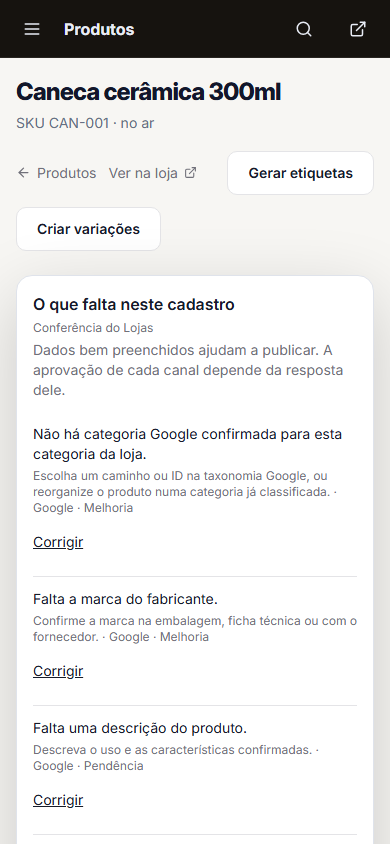 Produtos
Caneca cerâmica 300ml
SKU CAN-001 · no ar
Produtos
Ver na loja
Gerar etiquetas
Criar variações
O que falta neste cadastro
Conferência do Lojas
Dados bem preenchidos ajudam a publicar. A
aprovação de cada canal depende da resposta
dele.
Não há categoria Google confirmada para esta
categoria da loja.
Escolha um caminho ou ID na taxonomia Google, ou
reorganize o produto numa categoria já classificada. ·
Google · Melhoria
Corrigir
Falta a marca do fabricante.
Confirme a marca na embalagem, ficha técnica ou com o
fornecedor. · Google · Melhoria
Corrigir
Falta uma descrição do produto.
Descreva o uso e as características confirmadas. ·
Google · Pendência
Corrigir